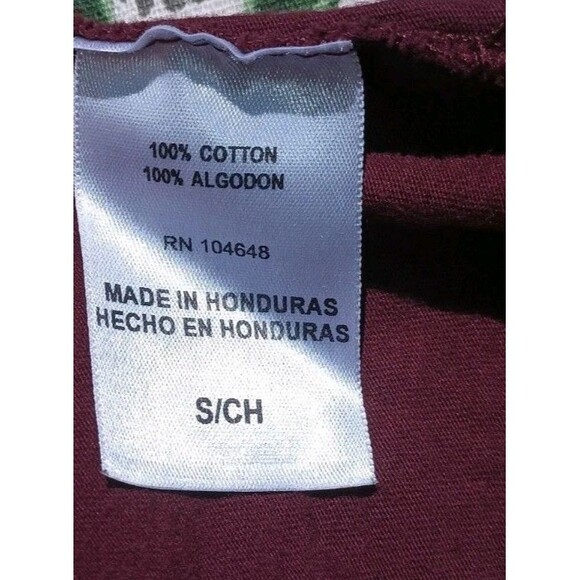 100% COTTON
100% ALGODON
RN 104648
MADE IN HONDURAS
HECHO EN HONDURAS
S/CH